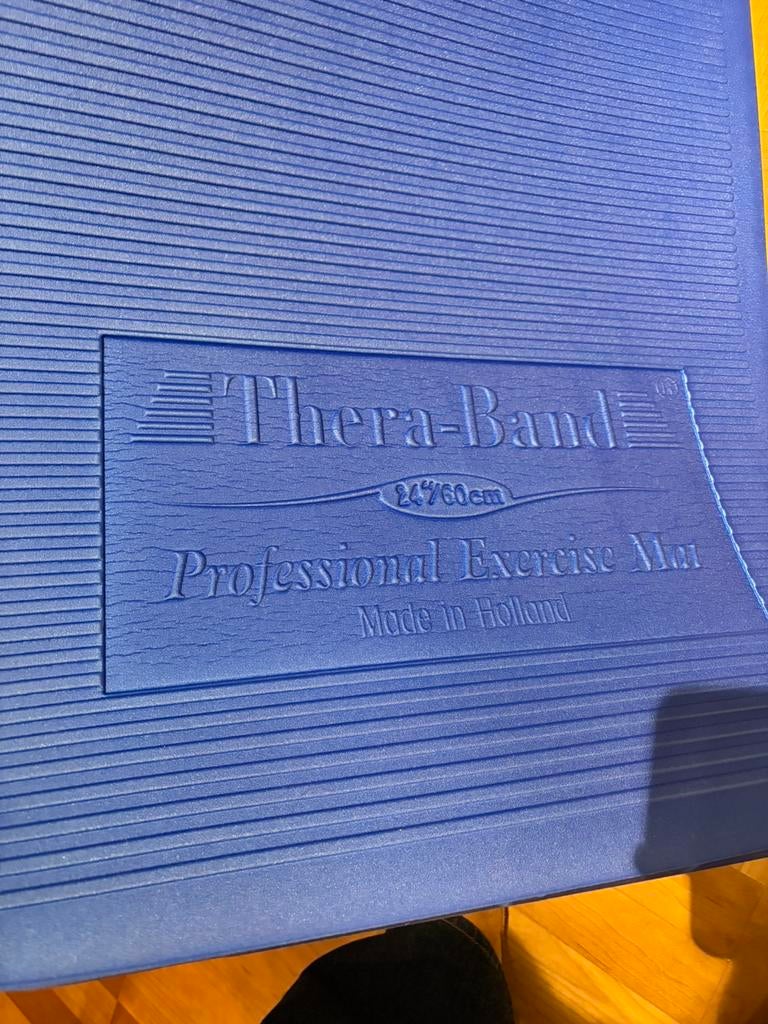 Thera-Band®
24"/60cm
Professional Exercise Mat
Made in Holland